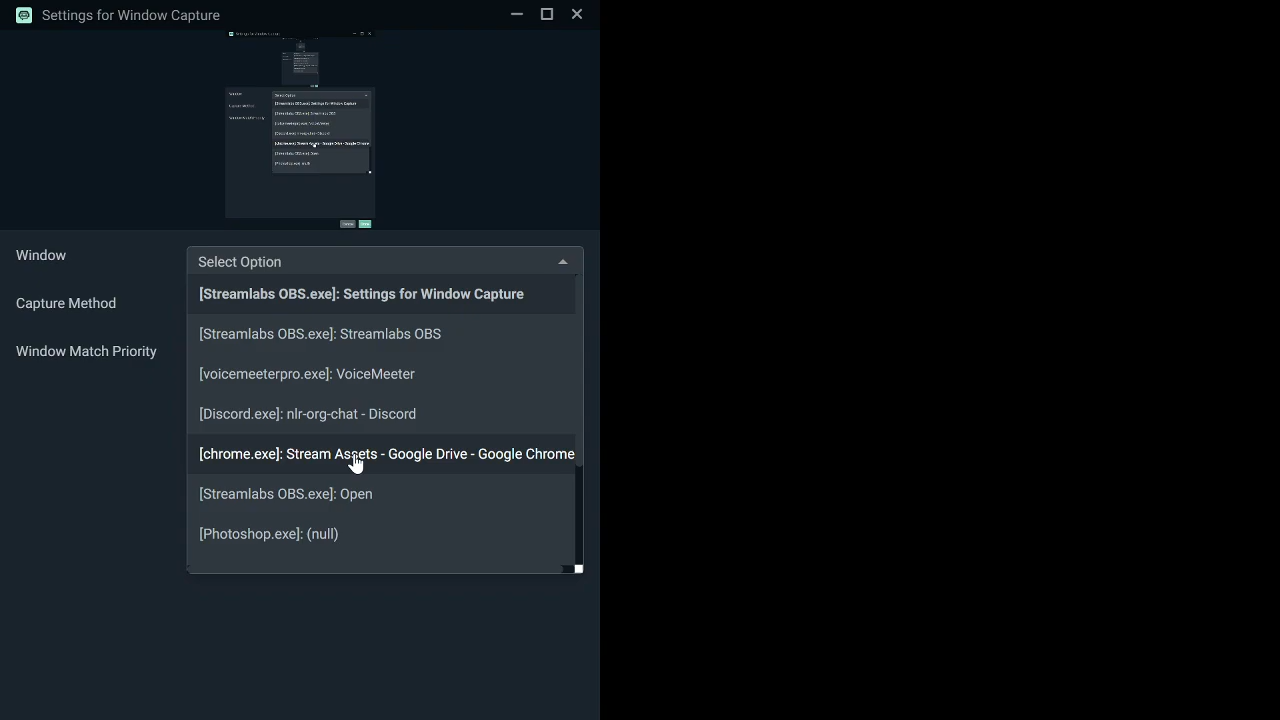 Settings for Window Capture
Window
Select Option
[Streamlabs OBS.exe]: Settings for Window Capture
Capture Method
[Streamlabs OBS.exe]: Streamlabs OBS
Window Match Priority
[voicemeeterpro.exe]: VoiceMeeter
[Discord.exe]: nlr-org-chat - Discord
[chrome.exe]: Stream Assets - Google Drive - Google Chrome
[Streamlabs OBS.exe]: Open
[Photoshop.exe]: (null)